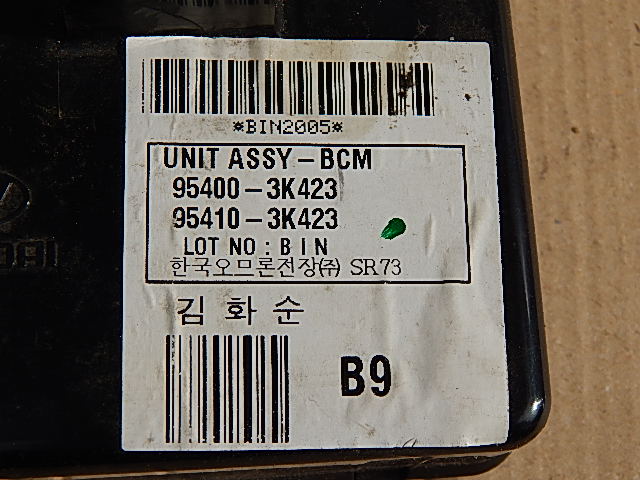 *BIN2005*
UNIT ASSY-BCM
95400-3K423
95410-3K423
LOT NO: BIN
한국오므론전장㈜ SR73
김화순
B9